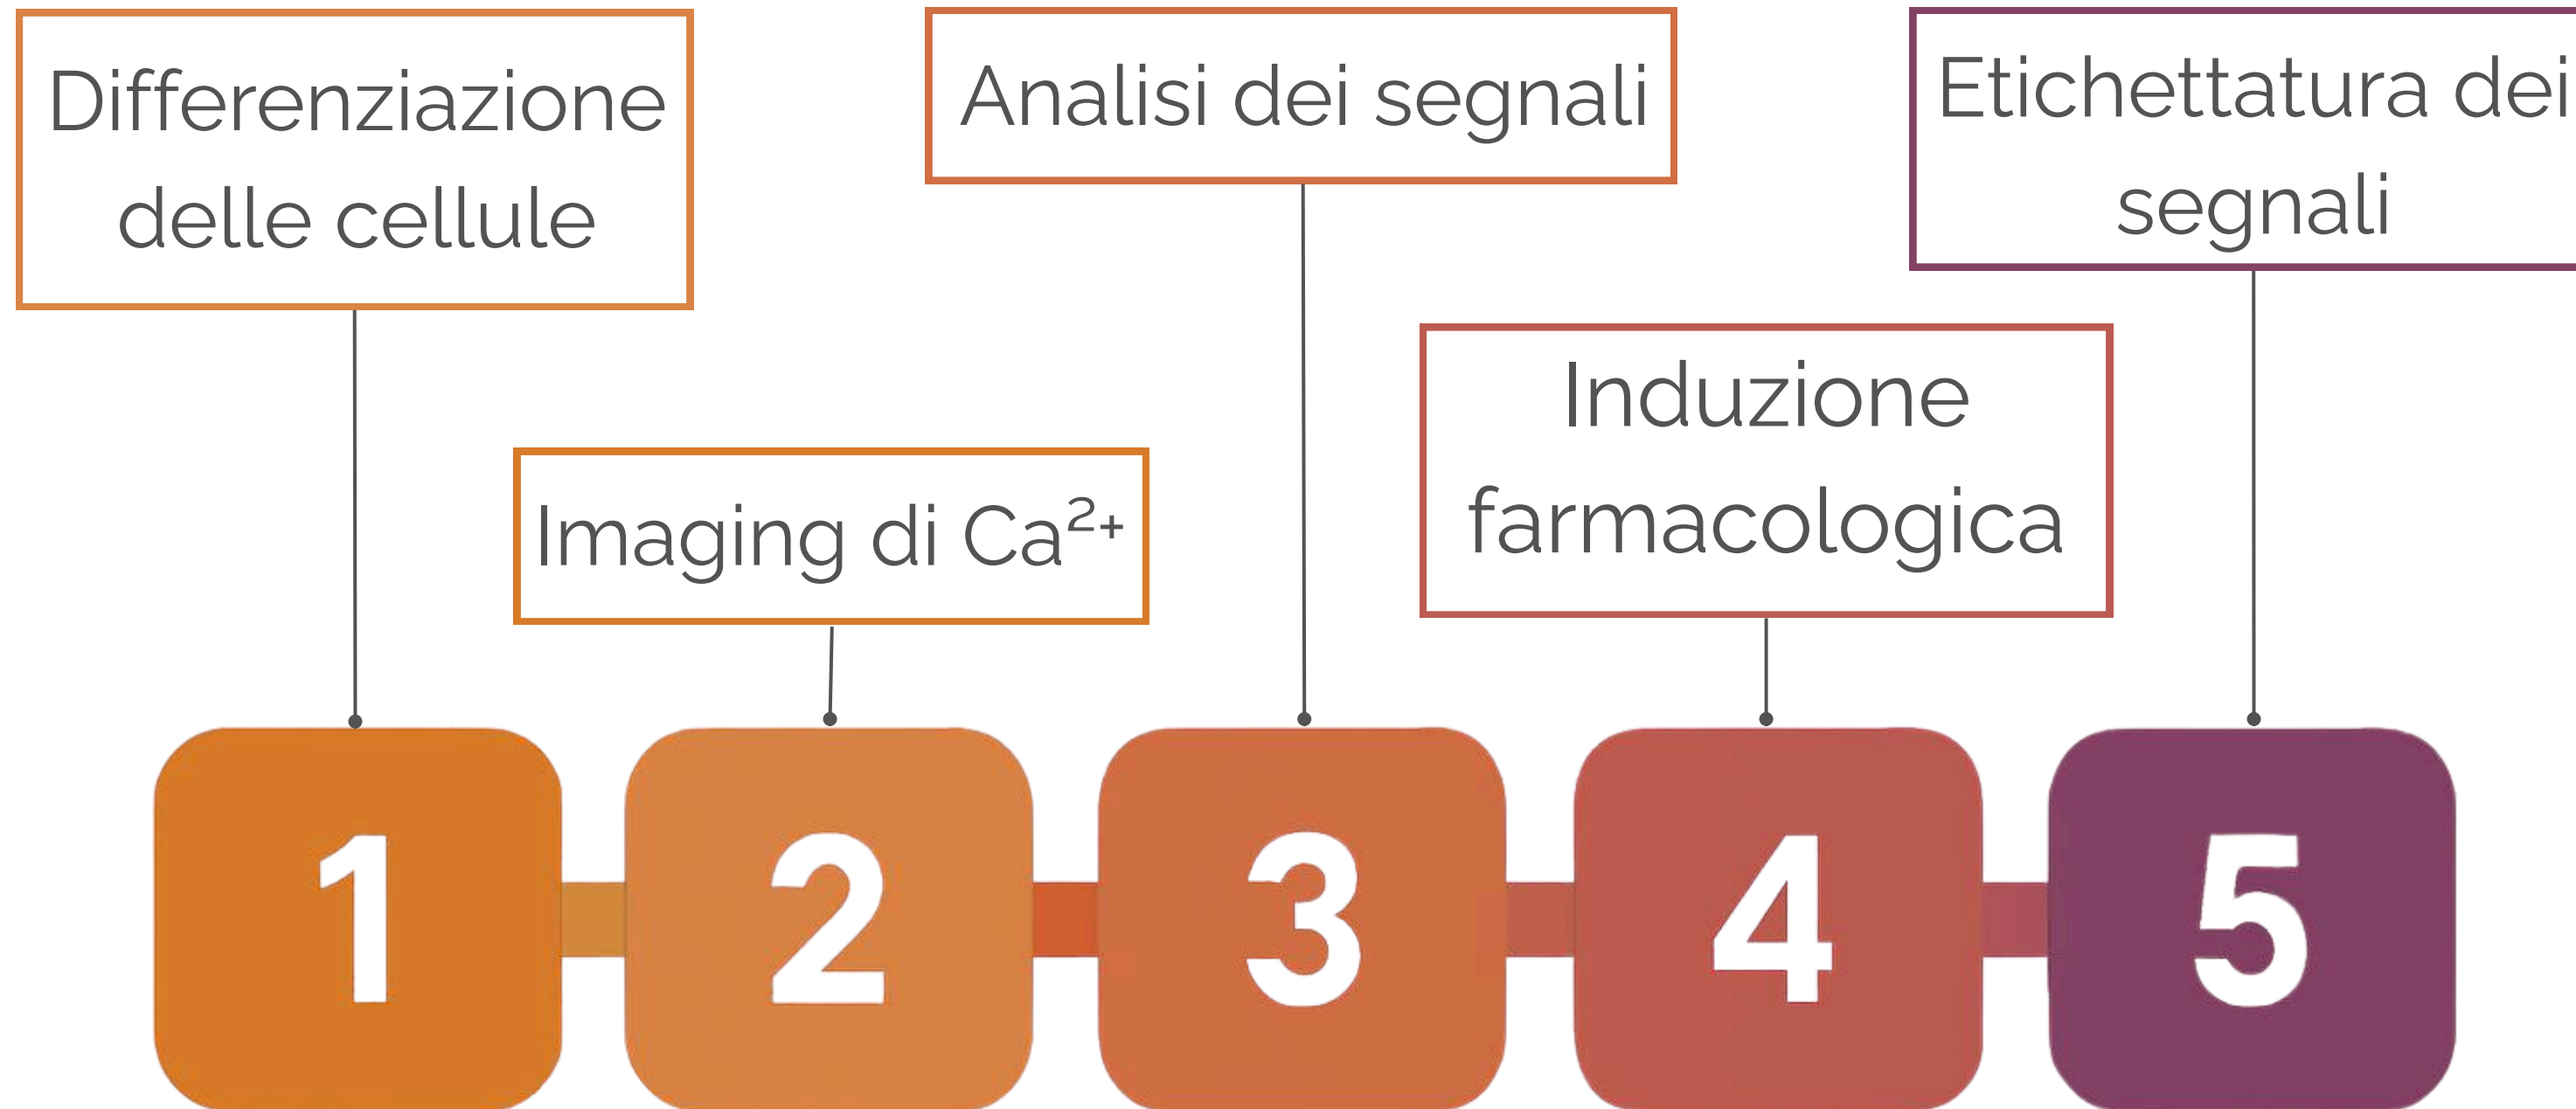 Differenziazione
delle cellule
Imaging di Ca²⁺
Analisi dei segnali
Induzione
farmacologica
Etichettatura dei
segnali
1
2
3
4
5